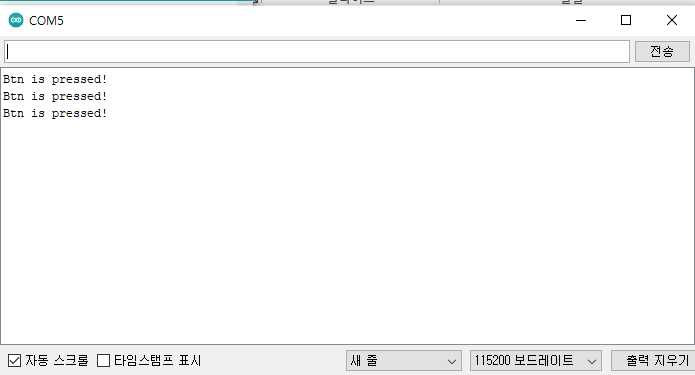 COM5
전송
Btn is pressed!
Btn is pressed!
Btn is pressed!
자동 스크롤
타임스탬프 표시
새 줄
115200 보드레이트
출력 지우기